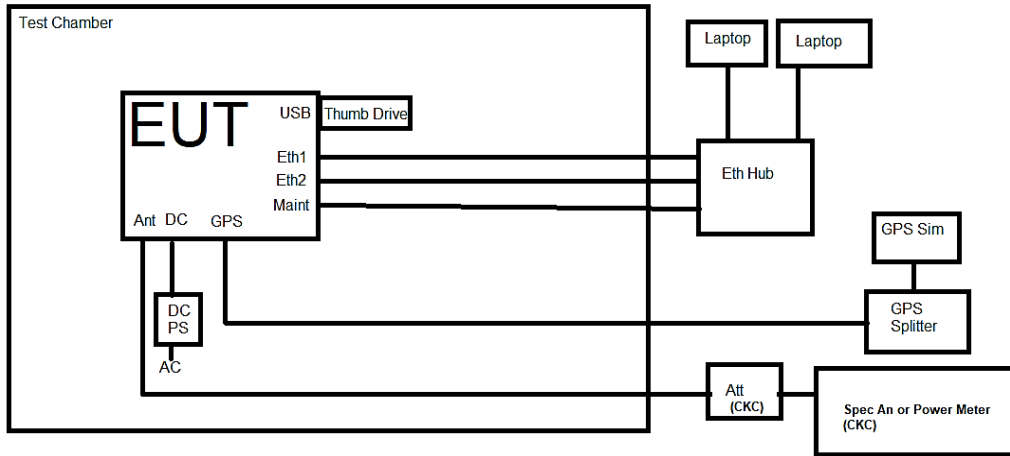 Test Chamber
Laptop
Laptop
EUT
USB
Thumb Drive
Eth1
Eth2
Maint
Eth Hub
Ant
DC
GPS
GPS Sim
DC
PS
AC
GPS
Splitter
Att
(CKC)
Spec An or Power Meter
(CKC)